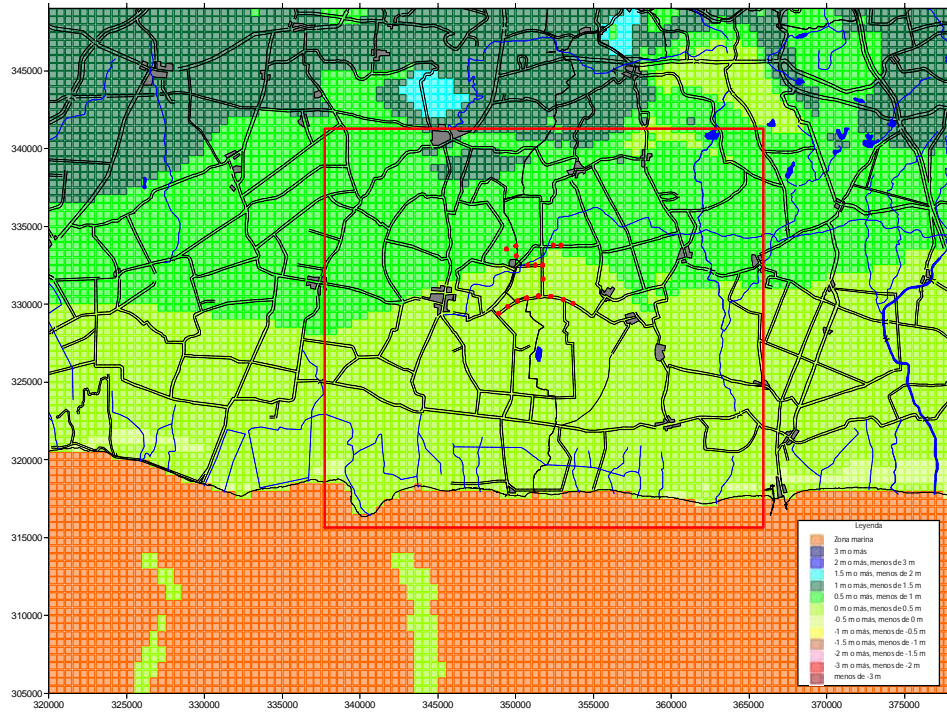 345000
340000
335000
330000
325000
320000
315000
310000
305000
320000 325000 330000 335000 340000 345000 350000 355000 360000 365000 370000 375000
Leyenda
Zona marina
3 m o más
2 m o más, menos de 3 m
1.5 m o más, menos de 2 m
1 m o más, menos de 1.5 m
0.5 m o más, menos de 1 m
0 m o más, menos de 0.5 m
-0.5 m o más, menos de 0 m
-1 m o más, menos de -0.5 m
-1.5 m o más, menos de -1 m
-2 m o más, menos de -1.5 m
-3 m o más, menos de -2 m
menos de -3 m